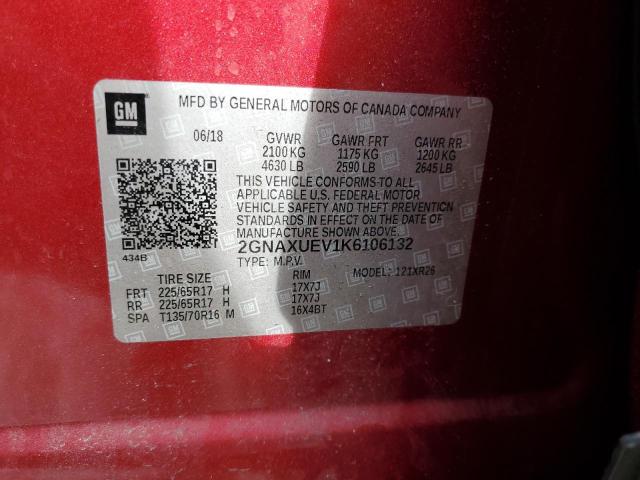 GM
MFD BY GENERAL MOTORS OF CANADA COMPANY
06/18 GVWR GAWR FRT GAWR RR
2100 KG 1175 KG 1200 KG
4630 LB 2590 LB 2645 LB
THIS VEHICLE CONFORMS TO ALL
APPLICABLE U.S. FEDERAL MOTOR
VEHICLE SAFETY AND THEFT PREVENTION
STANDARDS IN EFFECT ON THE DATE OF
MANUFACTURE SHOWN ABOVE.
434B 2GNAXUEV1K6106132
TYPE: M.P.V. MODEL: 121XR26
TIRE SIZE RIM
FRT 225/65R17 H 17X7J
RR 225/65R17 H 17X7J
SPA T135/70R16 M 16X4BT